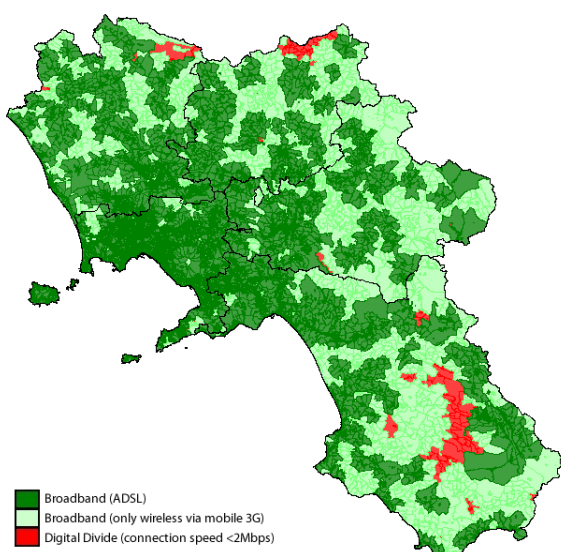 Broadband (ADSL)
Broadband (only wireless via mobile 3G)
Digital Divide (connection speed <2Mbps)